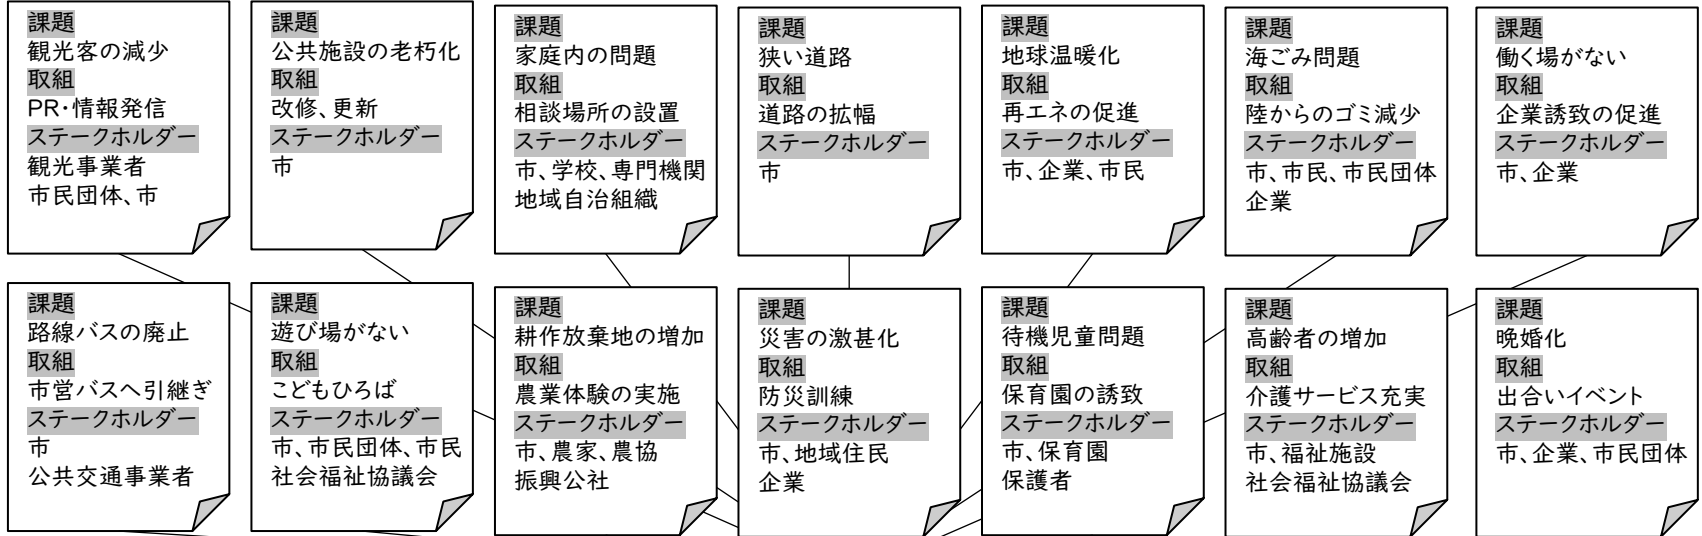 課題
観光客の減少
取組
PR・情報発信
ステークホルダー
観光事業者
市民団体、市
課題
公共施設の老朽化
取組
改修、更新
ステークホルダー
市
課題
家庭内の問題
取組
相談場所の設置
ステークホルダー
市、学校、専門機関
地域自治組織
課題
狭い道路
取組
道路の拡幅
ステークホルダー
市
課題
地球温暖化
取組
再エネの促進
ステークホルダー
市、企業、市民
課題
海ごみ問題
取組
陸からのゴミ減少
ステークホルダー
市、市民、市民団体
企業
課題
働く場がない
取組
企業誘致の促進
ステークホルダー
市、企業
課題
路線バスの廃止
取組
市営バスへ引継ぎ
ステークホルダー
市
公共交通事業者
課題
遊び場がない
取組
こどもひろば
ステークホルダー
市、市民団体、市民
社会福祉協議会
課題
耕作放棄地の増加
取組
農業体験の実施
ステークホルダー
市、農家、農協
振興公社
課題
災害の激甚化
取組
防災訓練
ステークホルダー
市、地域住民
企業
課題
待機児童問題
取組
保育園の誘致
ステークホルダー
市、保育園
保護者
課題
高齢者の増加
取組
介護サービス充実
ステークホルダー
市、福祉施設
社会福祉協議会
課題
晩婚化
取組
出合いイベント
ステークホルダー
市、企業、市民団体